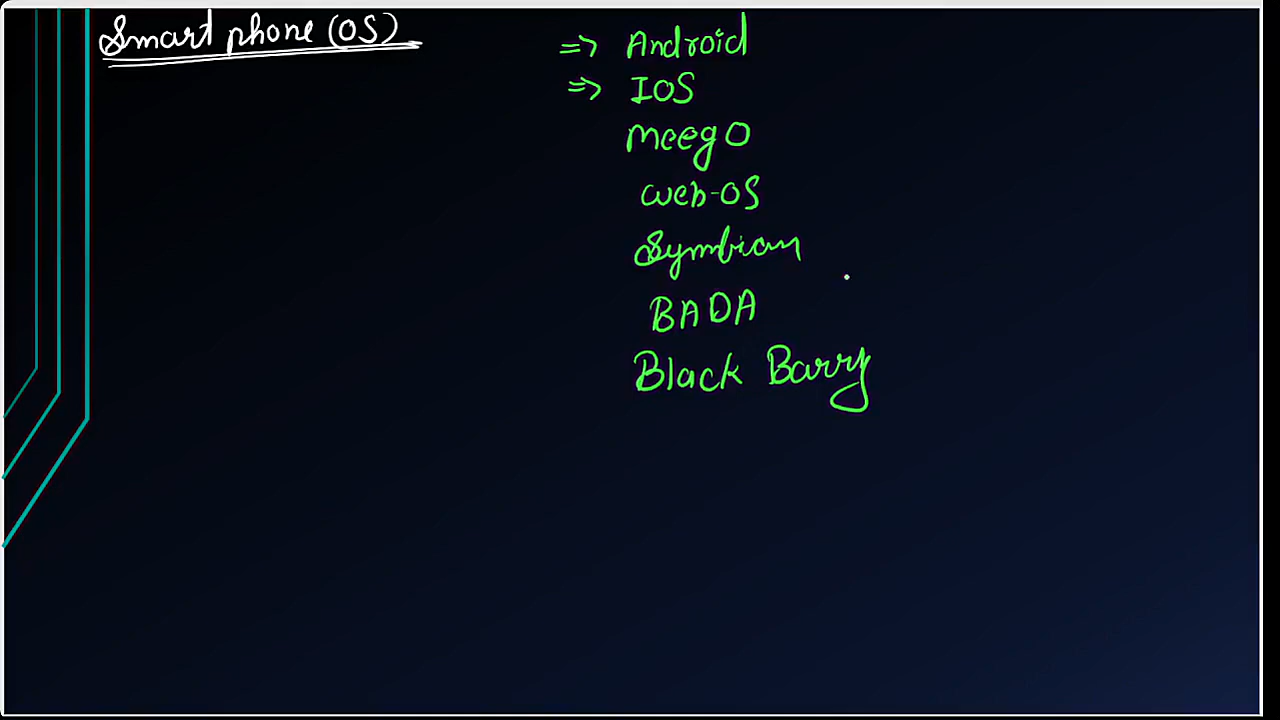 Smart phone (OS)
=> Android
=> IOS
MeegO
Web-OS
Symbian
BADA
Black Barry